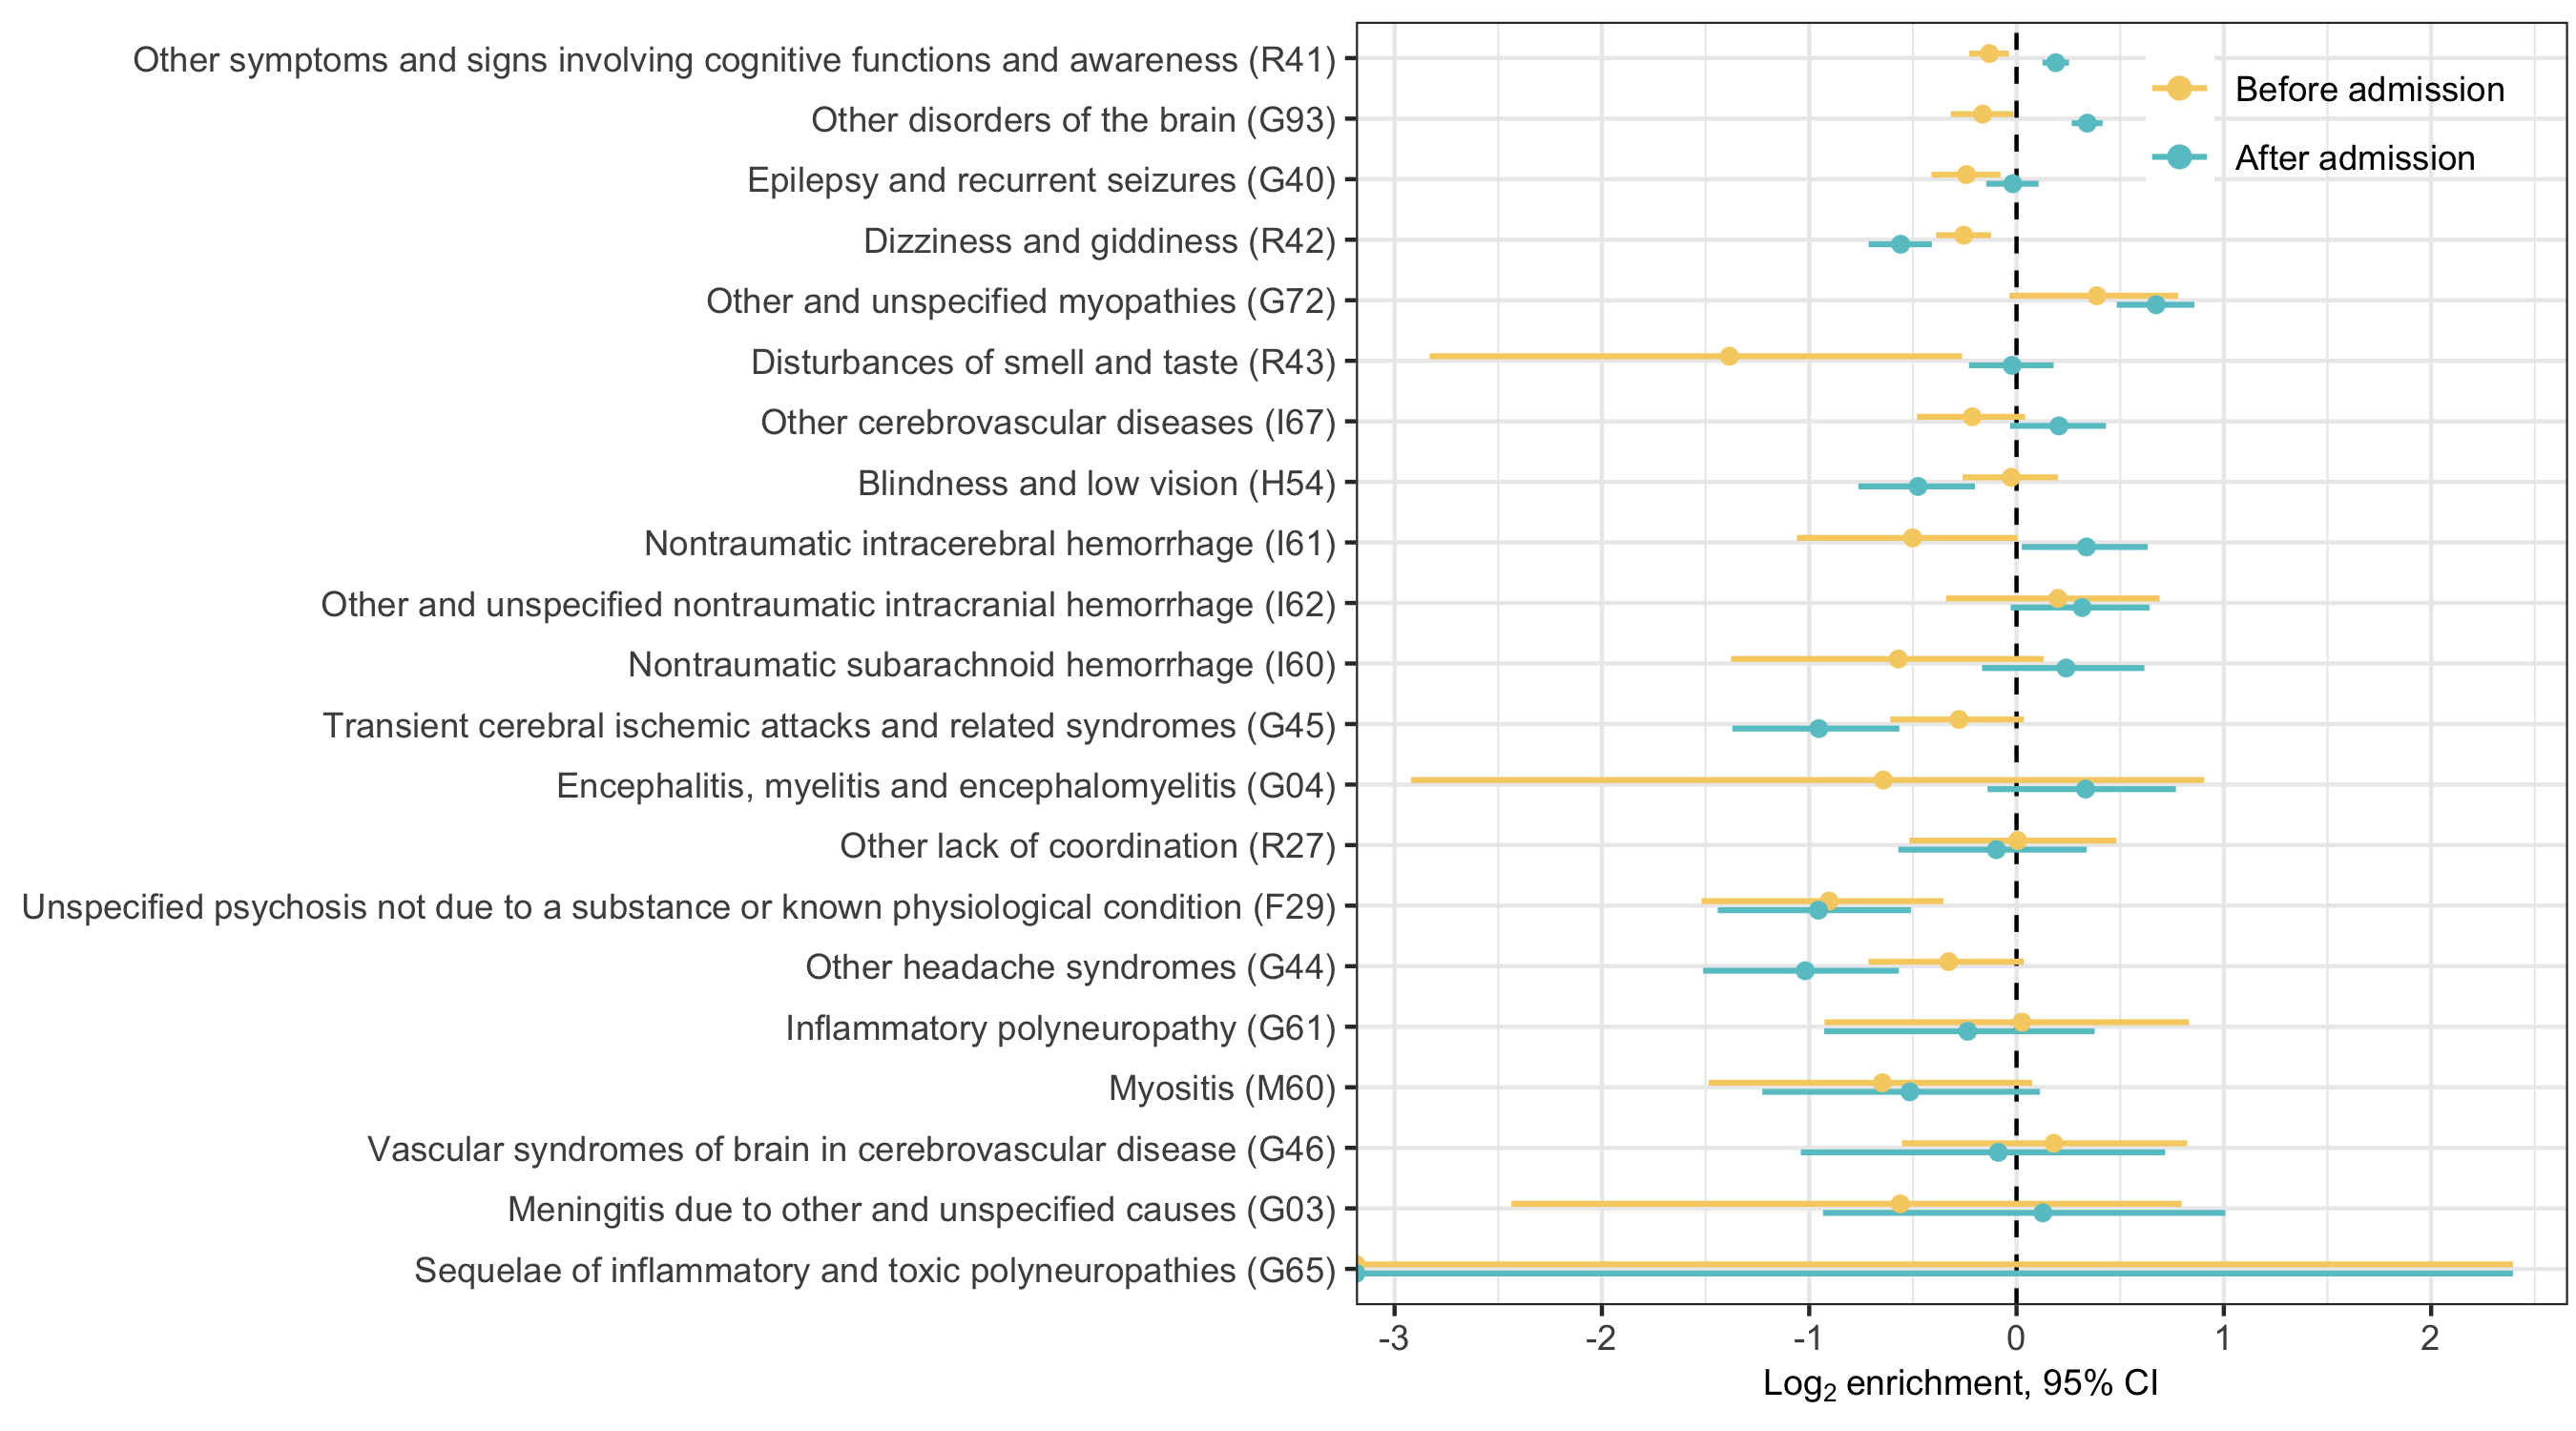 Other symptoms and signs involving cognitive functions and awareness (R41)
Other disorders of the brain (G93)
Epilepsy and recurrent seizures (G40)
Dizziness and giddiness (R42)
Other and unspecified myopathies (G72)
Disturbances of smell and taste (R43)
Other cerebrovascular diseases (I67)
Blindness and low vision (H54)
Nontraumatic intracerebral hemorrhage (I61)
Other and unspecified nontraumatic intracranial hemorrhage (I62)
Nontraumatic subarachnoid hemorrhage (I60)
Transient cerebral ischemic attacks and related syndromes (G45)
Encephalitis, myelitis and encephalomyelitis (G04)
Other lack of coordination (R27)
Unspecified psychosis not due to a substance or known physiological condition (F29)
Other headache syndromes (G44)
Inflammatory polyneuropathy (G61)
Myositis (M60)
Vascular syndromes of brain in cerebrovascular disease (G46)
Meningitis due to other and unspecified causes (G03)
Sequelae of inflammatory and toxic polyneuropathies (G65)
Before admission
After admission
-3 -2 -1 0 1 2
Log₂ enrichment, 95% CI